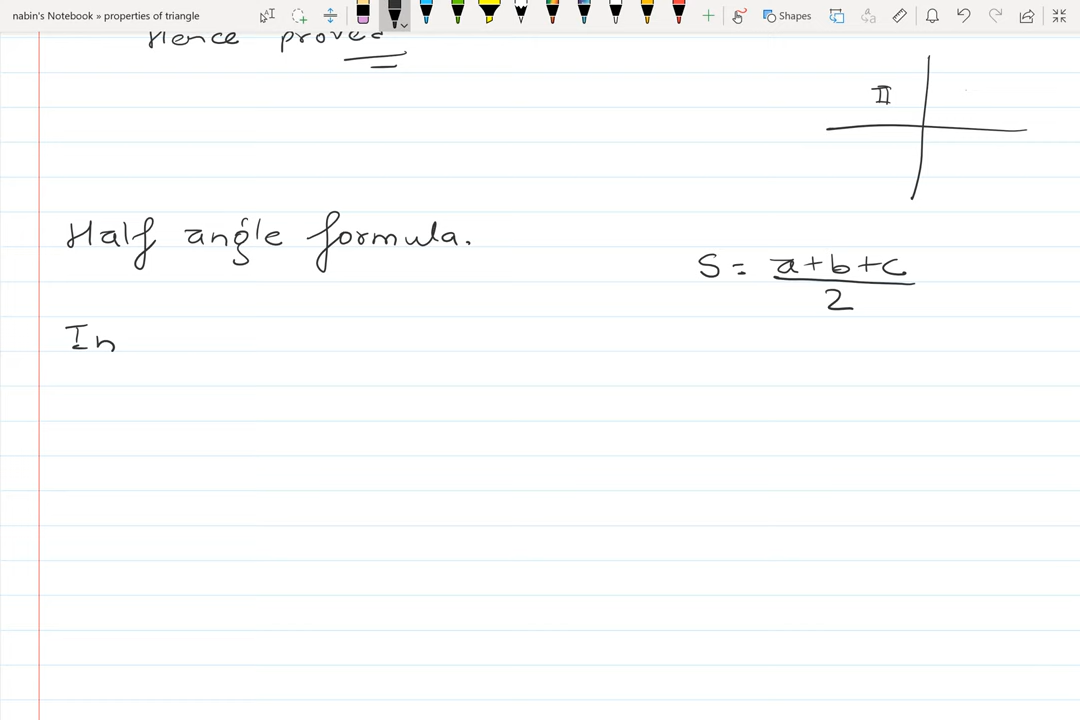 nabin's Notebook » properties of triangle
Shapes
Hence proved
II
Half angle formula.
S = a+b+c
2
In